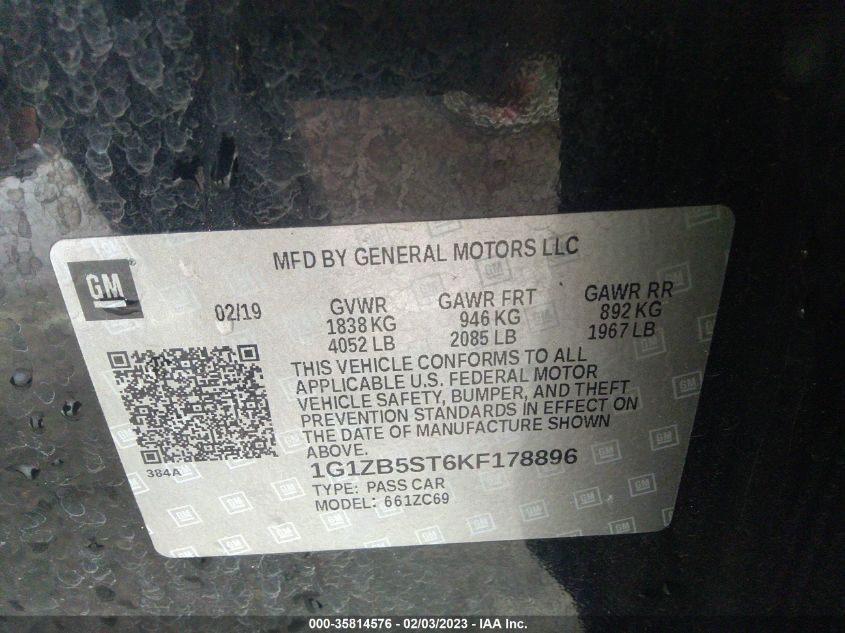 MFD BY GENERAL MOTORS LLC
GM
02/19
GVWR
1838 KG
4052 LB
GAWR FRT
946 KG
2085 LB
GAWR RR
892 KG
1967 LB
THIS VEHICLE CONFORMS TO ALL
APPLICABLE U.S. FEDERAL MOTOR
VEHICLE SAFETY, BUMPER, AND THEFT
PREVENTION STANDARDS IN EFFECT ON
THE DATE OF MANUFACTURE SHOWN
ABOVE.
384A
1G1ZB5ST6KF178896
TYPE: PASS CAR
MODEL: 661ZC69
000-35814576 - 02/03/2023 - IAA Inc.